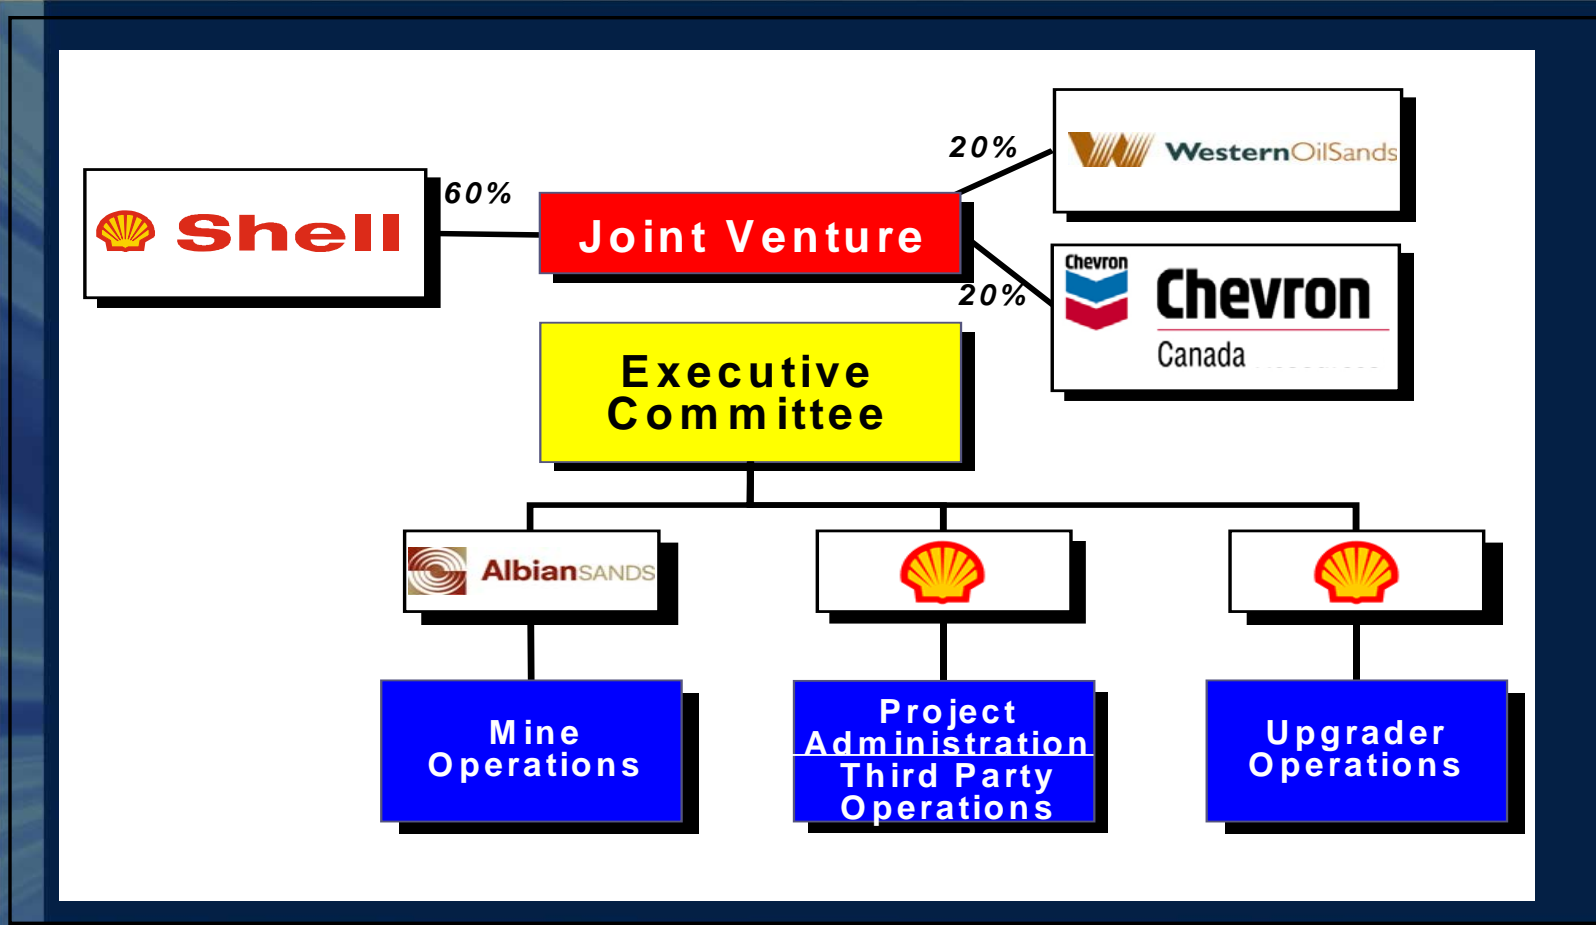 20%
WesternOilSands
60%
Shell
Joint Venture
Chevron
20%
Chevron
Canada
Executive
Committee
AlbianSANDS
Mine
Operations
Project
Administration
Third Party
Operations
Upgrader
Operations